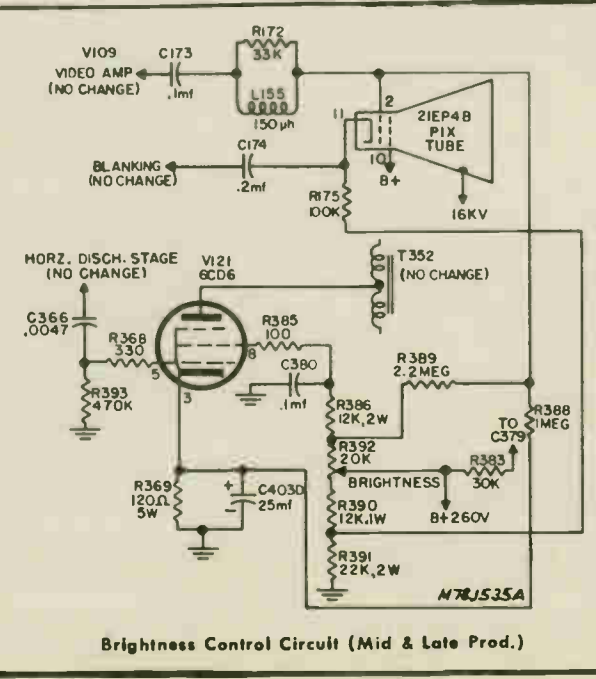 R172
33K
V109
VIDEO AMP
(NO CHANGE)
C173
.1mf
L155
150µh
11
2
21EP4B
PIX
TUBE
10
B+
16KV
C174
.2mf
BLANKING
(NO CHANGE)
R175
100K
HORZ. DISCH. STAGE
(NO CHANGE)
V121
6CD6
T352
(NO CHANGE)
C366
.0047
R368
330
R385
100
5
8
3
C380
.1mf
R393
470K
R389
2.2MEG
R386
12K,2W
TO
C379
R388
1MEG
R392
20K
R383
30K
BRIGHTNESS
R369
120Ω
5W
+
−
C403D
25mf
R390
12K,1W
B+260V
R391
22K,2W
M78J535A
Brightness Control Circuit (Mid & Late Prod.)